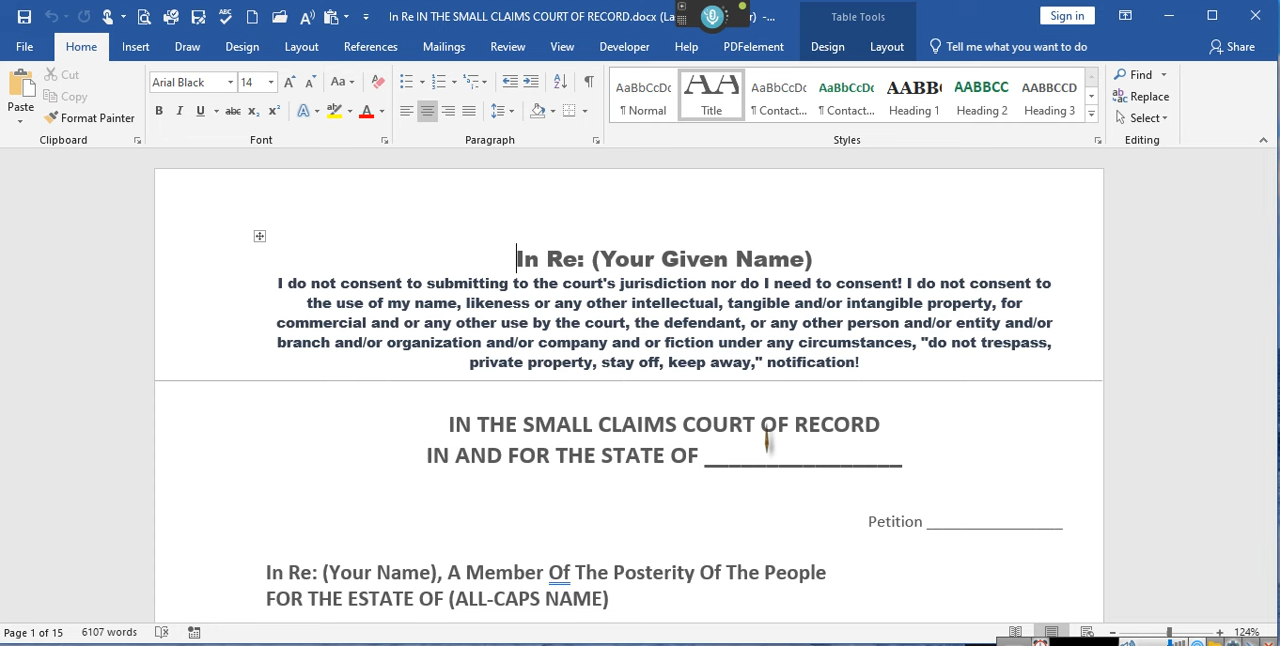 In Re IN THE SMALL CLAIMS COURT OF RECORD.docx (La
r) -...
Table Tools
Sign in
File Home Insert Draw Design Layout References Mailings Review View Developer Help PDFelement Design Layout Tell me what you want to do Share
Paste
Cut
Copy
Format Painter
Clipboard
Arial Black 14
Font
Paragraph
AaBbCcDc AA AaBbCcDc AaBbCcDc AABBC AABBCC AABBCCD
¶ Normal Title ¶ Contact... ¶ Contact... Heading 1 Heading 2 Heading 3
Styles
Find
Replace
Select
Editing
In Re: (Your Given Name)
I do not consent to submitting to the court's jurisdiction nor do I need to consent! I do not consent to
the use of my name, likeness or any other intellectual, tangible and/or intangible property, for
commercial and or any other use by the court, the defendant, or any other person and/or entity and/or
branch and/or organization and/or company and or fiction under any circumstances, "do not trespass,
private property, stay off, keep away," notification!
IN THE SMALL CLAIMS COURT OF RECORD
IN AND FOR THE STATE OF ________________
Petition ________________
In Re: (Your Name), A Member Of The Posterity Of The People
FOR THE ESTATE OF (ALL-CAPS NAME)
Page 1 of 15 6107 words 124%